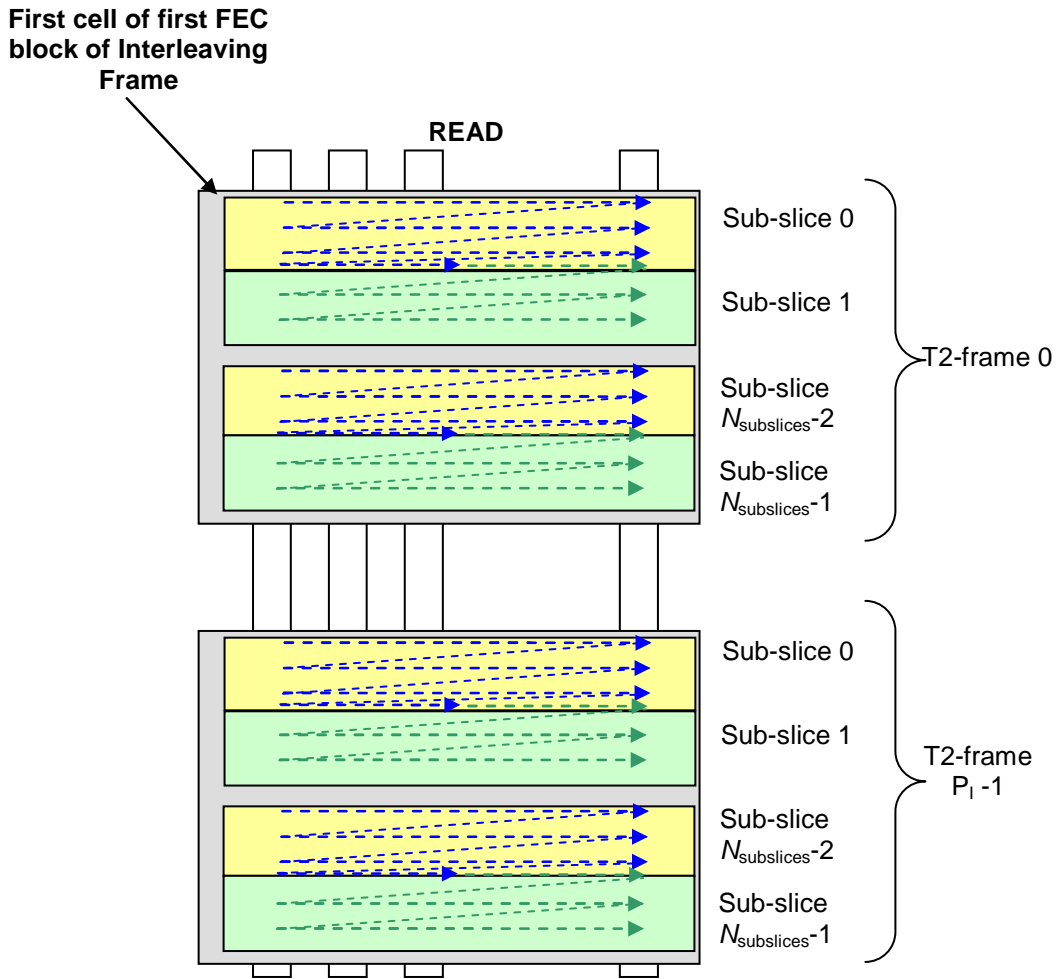 First cell of first FEC
block of Interleaving
Frame
READ
Sub-slice 0
Sub-slice 1
Sub-slice
Nsubslices-2
Sub-slice
Nsubslices-1
T2-frame 0
Sub-slice 0
Sub-slice 1
Sub-slice
Nsubslices-2
Sub-slice
Nsubslices-1
T2-frame
PI -1